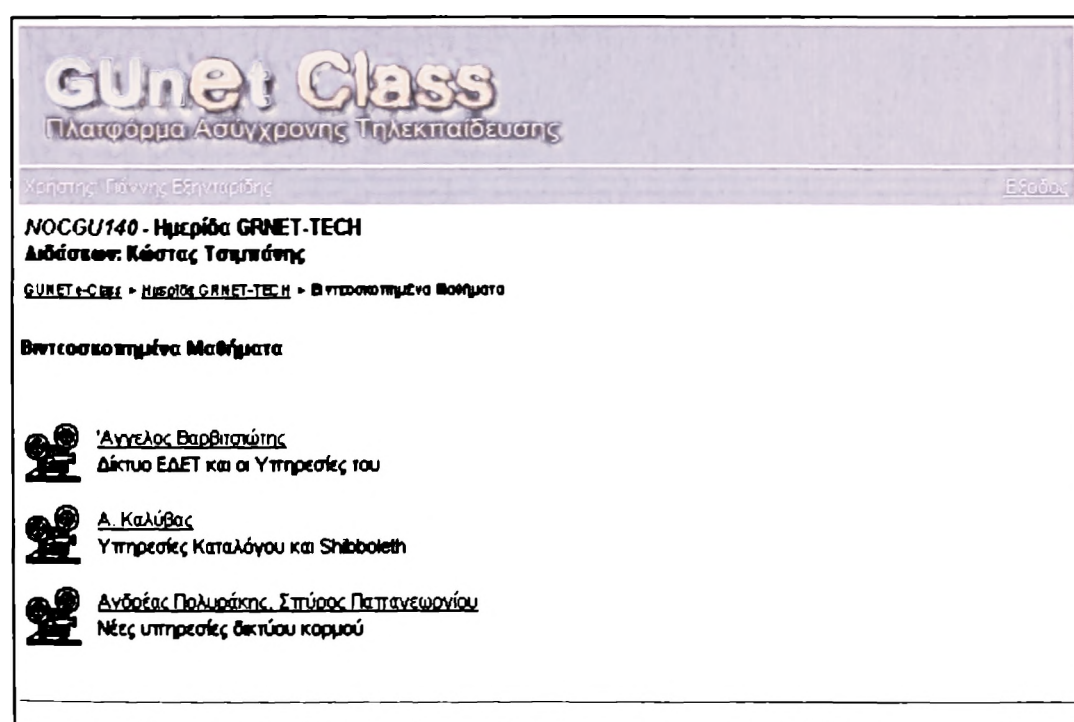 GUnet Class
Πλατφόρμα Ασύγχρονης Τηλεκπαίδευσης
Χρήστης: Γιάννης Εξηνταρίδης Έξοδος
NOCGU140 - Ημερίδα GRNET-TECH
Διδάσκων: Κώστας Τσιμπάνης
GUNET e-Class > Ημερίδα GRNET-TECH > Βιντεοσκοπημένα Μαθήματα
Βιντεοσκοπημένα Μαθήματα
'Αγγελος Βαρβιτσιώτης
Δίκτυο ΕΔΕΤ και οι Υπηρεσίες του
Α. Καλύβας
Υπηρεσίες Καταλόγου και Shibboleth
Ανδρέας Πολυράκης, Σπύρος Παπαγεωργίου
Νέες υπηρεσίες δικτύου κορμού